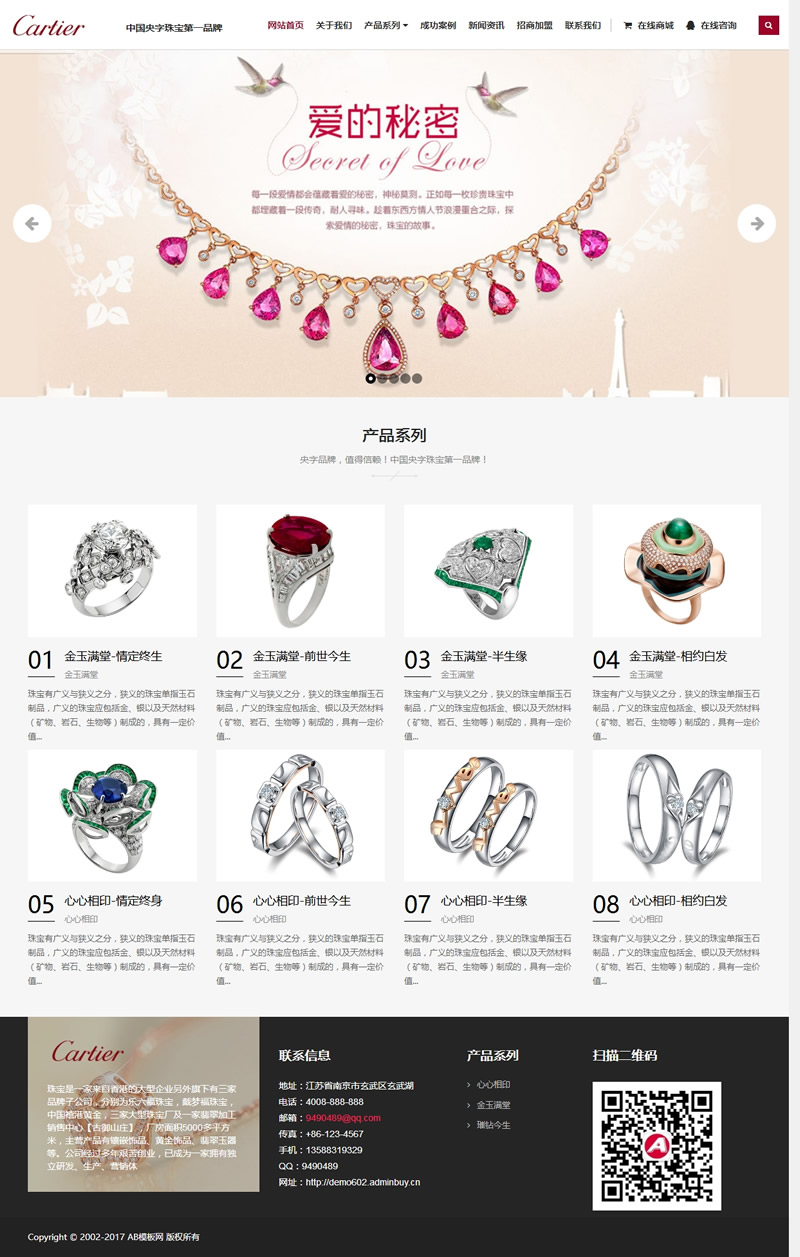 Cartier
中国央字珠宝第一品牌
网站首页 关于我们 产品系列 成功案例 新闻资讯 招商加盟 联系我们 在线商城 在线咨询
爱的秘密
Secret of Love
每一段爱情都会蕴藏着爱的秘密，神秘莫测。正如每一枚珍贵珠宝中
都埋藏着一段传奇，耐人寻味。趁着东西方情人节浪漫重合之际，探
索爱情的秘密，珠宝的故事。
产品系列
央字品牌，值得信赖！中国央字珠宝第一品牌！
01 金玉满堂-情定终生
金玉满堂
珠宝有广义与狭义之分，狭义的珠宝单指玉石
制品，广义的珠宝应包括金、银以及天然材料
（矿物、岩石、生物等）制成的，具有一定价
值...
02 金玉满堂-前世今生
金玉满堂
珠宝有广义与狭义之分，狭义的珠宝单指玉石
制品，广义的珠宝应包括金、银以及天然材料
（矿物、岩石、生物等）制成的，具有一定价
值...
03 金玉满堂-半生缘
金玉满堂
珠宝有广义与狭义之分，狭义的珠宝单指玉石
制品，广义的珠宝应包括金、银以及天然材料
（矿物、岩石、生物等）制成的，具有一定价
值...
04 金玉满堂-相约白发
金玉满堂
珠宝有广义与狭义之分，狭义的珠宝单指玉石
制品，广义的珠宝应包括金、银以及天然材料
（矿物、岩石、生物等）制成的，具有一定价
值...
05 心心相印-情定终身
心心相印
珠宝有广义与狭义之分，狭义的珠宝单指玉石
制品，广义的珠宝应包括金、银以及天然材料
（矿物、岩石、生物等）制成的，具有一定价
值...
06 心心相印-前世今生
心心相印
珠宝有广义与狭义之分，狭义的珠宝单指玉石
制品，广义的珠宝应包括金、银以及天然材料
（矿物、岩石、生物等）制成的，具有一定价
值...
07 心心相印-半生缘
心心相印
珠宝有广义与狭义之分，狭义的珠宝单指玉石
制品，广义的珠宝应包括金、银以及天然材料
（矿物、岩石、生物等）制成的，具有一定价
值...
08 心心相印-相约白发
心心相印
珠宝有广义与狭义之分，狭义的珠宝单指玉石
制品，广义的珠宝应包括金、银以及天然材料
（矿物、岩石、生物等）制成的，具有一定价
值...
Cartier
珠宝是一家来自香港的大型企业另外旗下有三家
品牌子公司，分别为乐六福珠宝，戴梦福珠宝，
中国褶港黄金，三家大型珠宝厂及一家翡翠加工
销售中心【古御山庄】，厂房面积5000多平方
米，主营产品有镶嵌饰品、黄金饰品、翡翠玉器
等。公司经过多年艰苦创业，已成为一家拥有独
立研发、生产、营销体
联系信息
地址：江苏省南京市玄武区玄武湖
电话：4008-888-888
邮箱：9490489@qq.com
传真：+86-123-4567
手机：13588319329
QQ：9490489
网址：http://demo602.adminbuy.cn
产品系列
心心相印
金玉满堂
璀钻今生
扫描二维码
Copyright © 2002-2017 AB模板网 版权所有